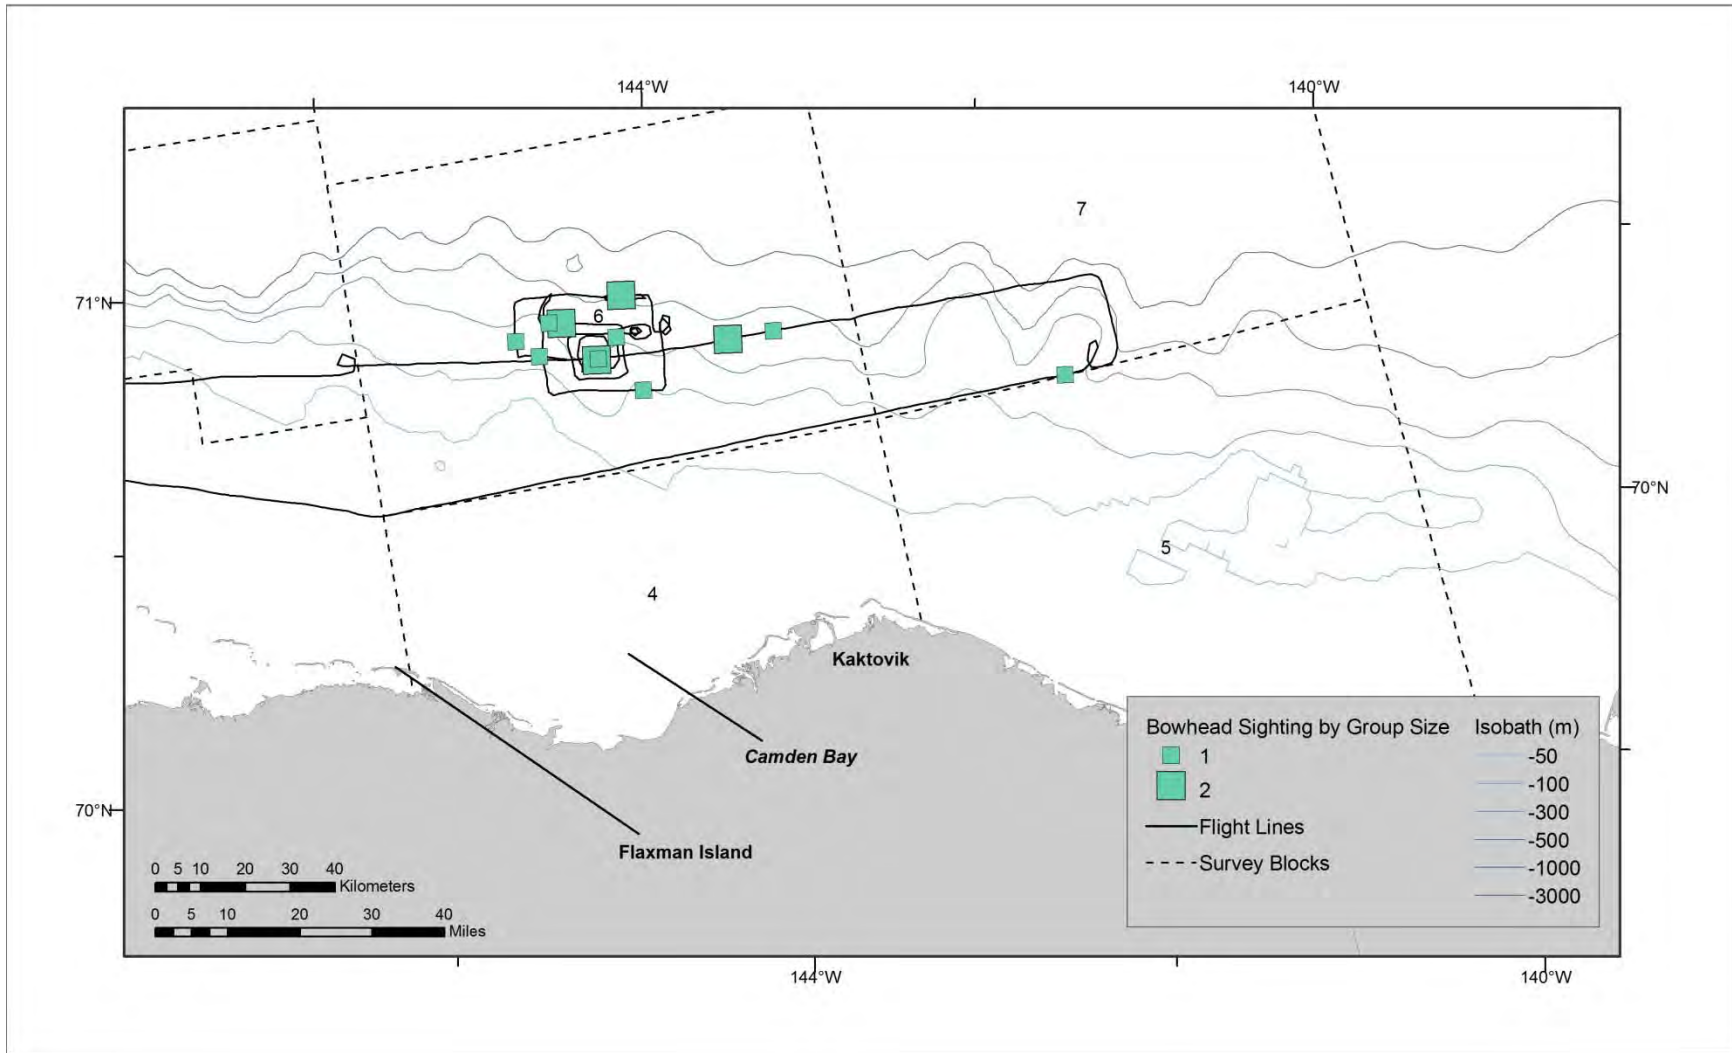 144°W 140°W
7
71°N
6
70°N
5
4
Kaktovik
Camden Bay
Flaxman Island
70°N
Bowhead Sighting by Group Size
1
2
Flight Lines
Survey Blocks
Isobath (m)
-50
-100
-300
-500
-1000
-3000
0 5 10 20 30 40
Kilometers
0 5 10 20 30 40
Miles
144°W 140°W